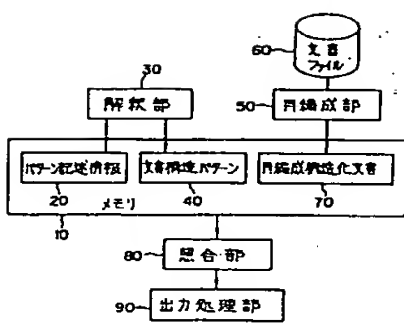 60
文書
ファイル
30
50
解釈部
再編成部
パターン記述情報
文書構造パターン
再編成構造化文書
20
メモリ
40
70
10
80
照合部
90
出力処理部